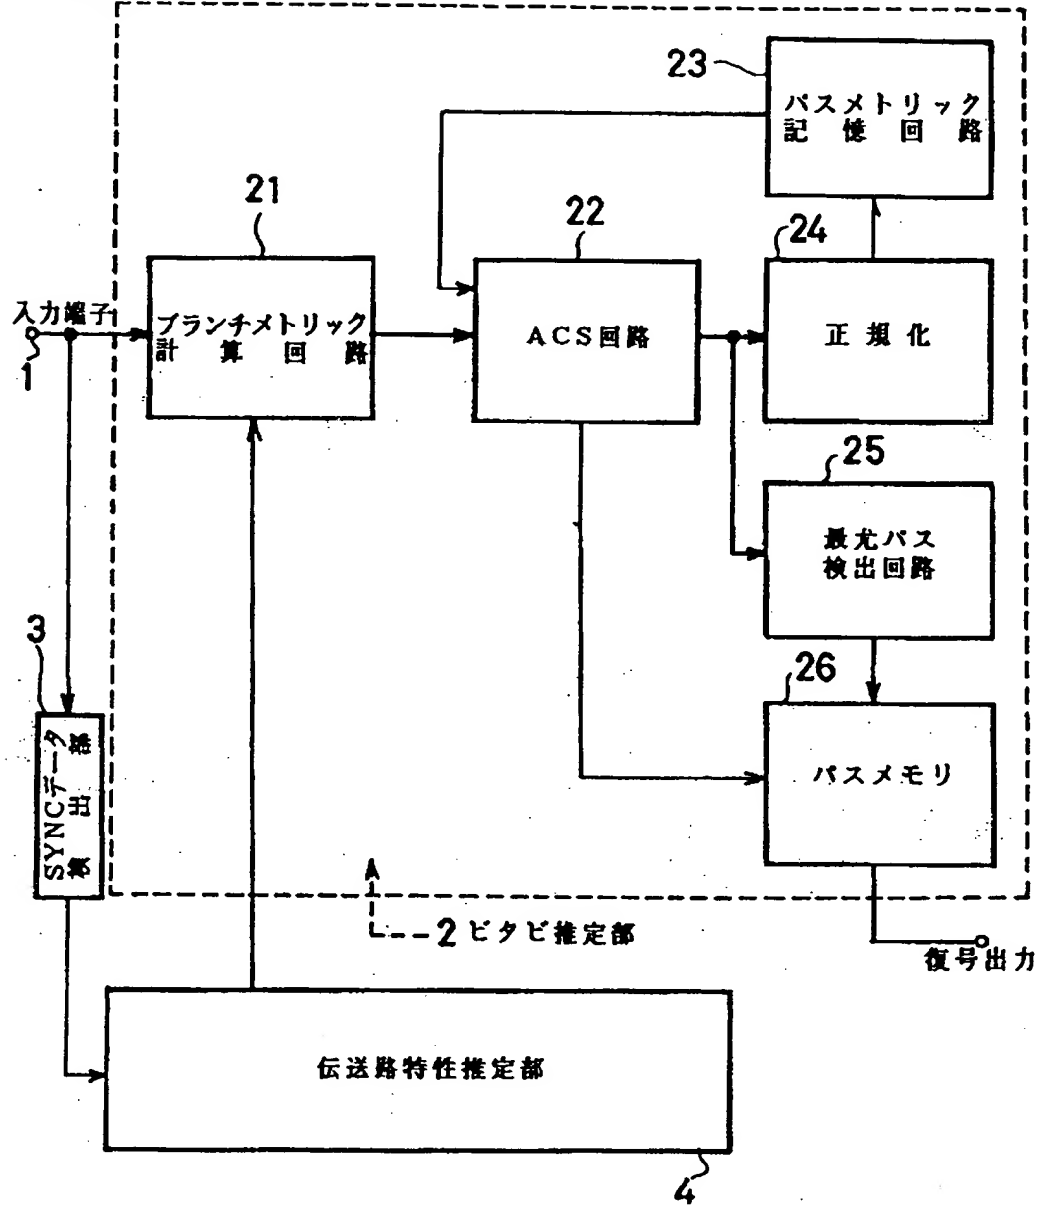 23
パスメトリック
記憶回路
21
22
24
入力端子
1
ブランチメトリック
計算回路
ACS回路
正規化
25
最尤パス
検出回路
3
SYNCデータ
検出部
26
パスメモリ
2 ビタビ推定部
復号出力
伝送路特性推定部
4